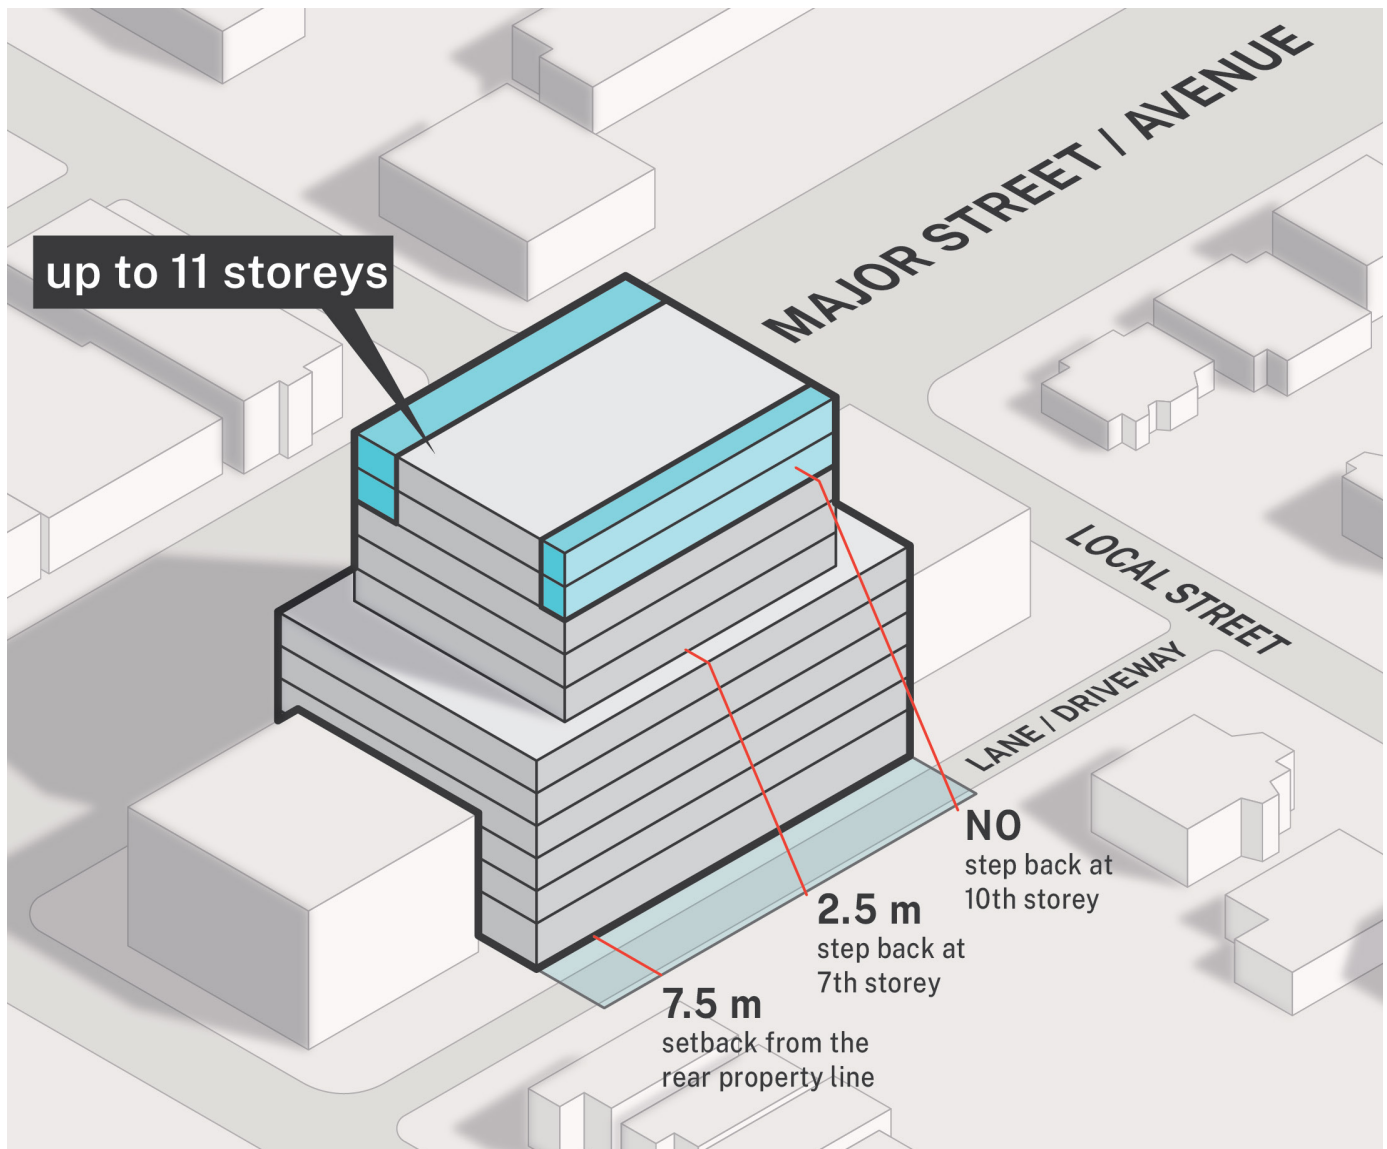 MAJOR STREET / AVENUE
up to 11 storeys
LOCAL STREET
LANE / DRIVEWAY
NO
step back at
10th storey
2.5 m
step back at
7th storey
7.5 m
setback from the
rear property line